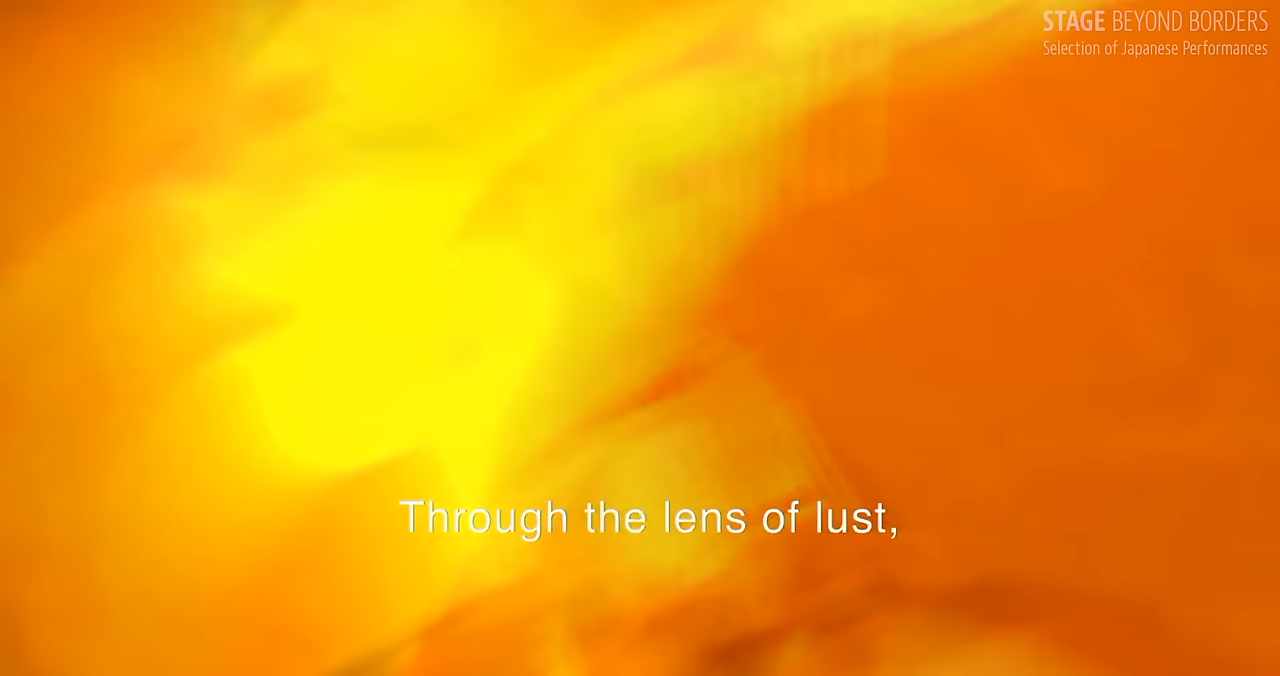 STAGE BEYOND BORDERS
Selection of Japanese Performances
Through the lens of lust,